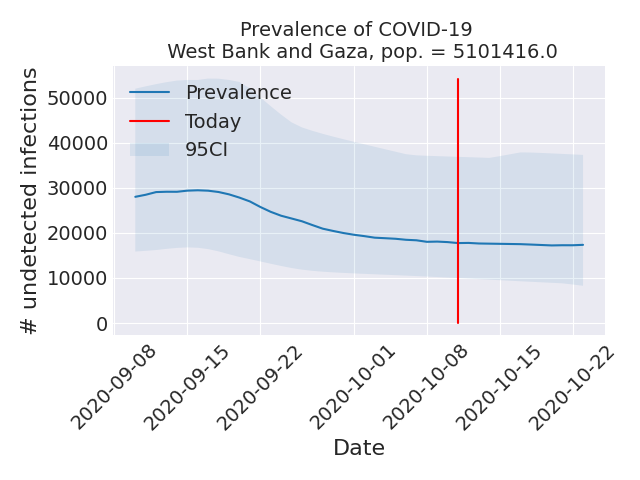 Prevalence of COVID-19
West Bank and Gaza, pop. = 5101416.0
# undetected infections
50000
40000
30000
20000
10000
0
Prevalence
Today
95CI
2020-09-08
2020-09-15
2020-09-22
2020-10-01
2020-10-08
2020-10-15
2020-10-22
Date